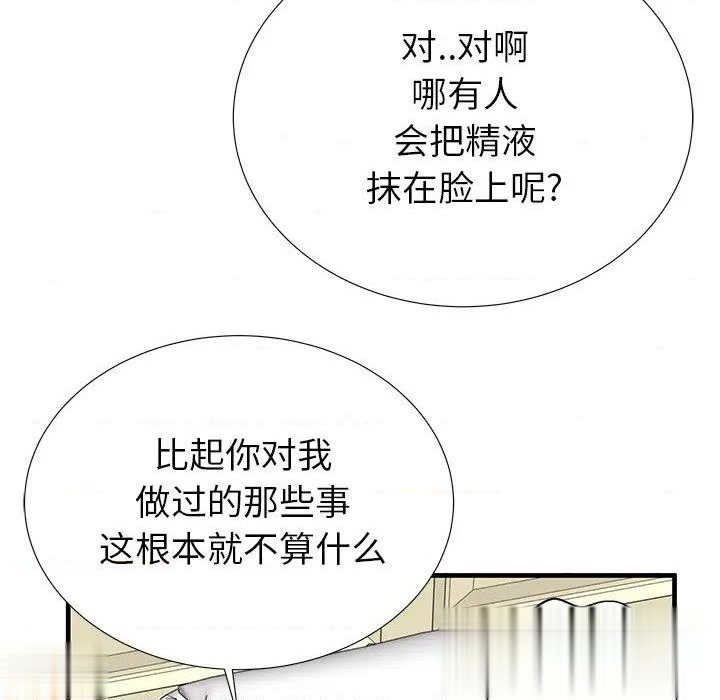 对..对啊
哪有人
会把精液
抹在脸上呢?
比起你对我
做过的那些事
这根本就不算什么